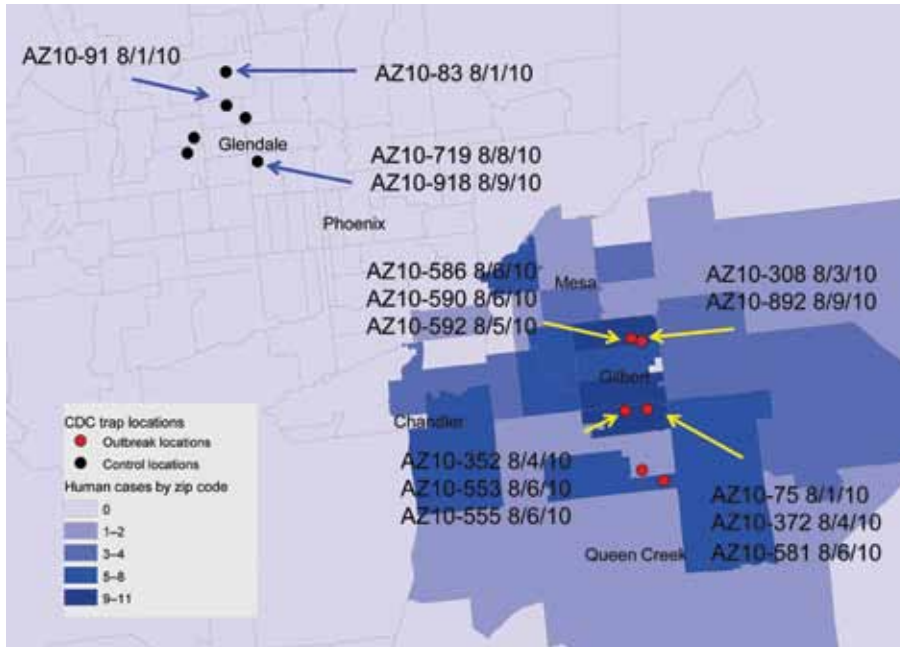 AZ10-91 8/1/10
AZ10-83 8/1/10
Glendale
AZ10-719 8/8/10
AZ10-918 8/9/10
Phoenix
AZ10-586 8/6/10
AZ10-590 8/6/10
AZ10-592 8/5/10
Mesa
AZ10-308 8/3/10
AZ10-892 8/9/10
Gilbert
Chandler
AZ10-352 8/4/10
AZ10-553 8/6/10
AZ10-555 8/6/10
AZ10-75 8/1/10
AZ10-372 8/4/10
AZ10-581 8/6/10
Queen Creek
CDC trap locations
Outbreak locations
Control locations
Human cases by zip code
0
1–2
3–4
5–8
9–11